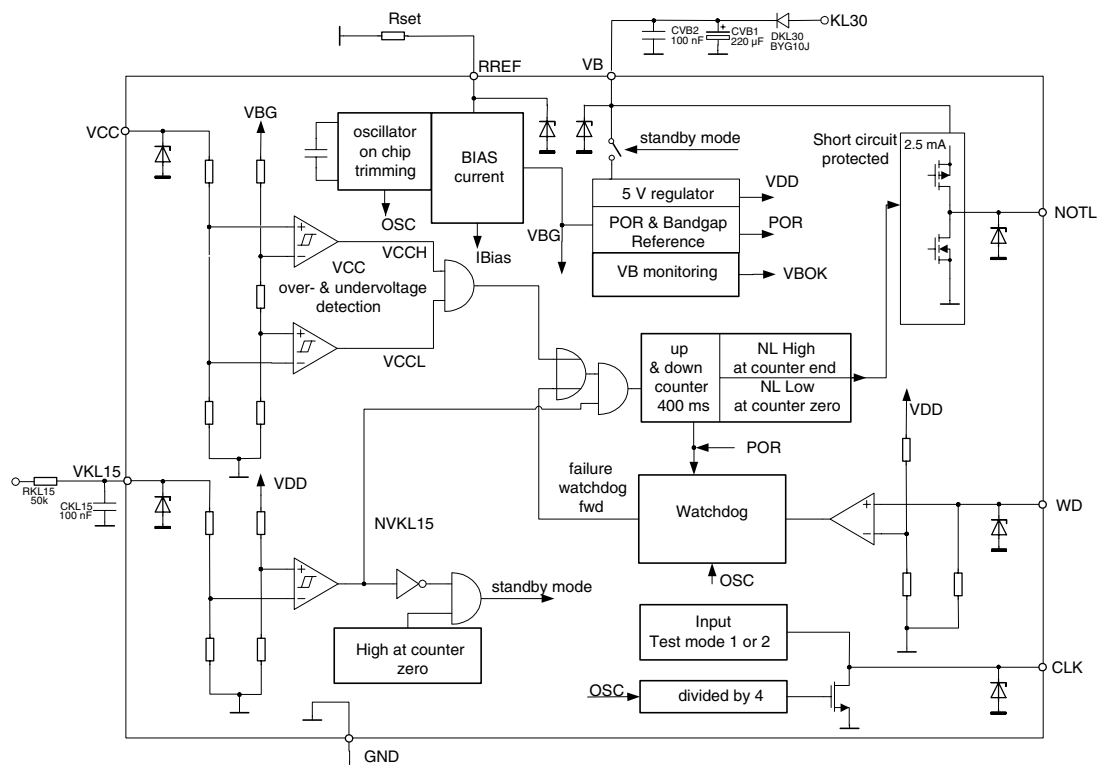 Rset
CVB2
100 nF
CVB1
220 µF
+
DKL30
BYG10J
KL30
RREF
VB
VCC
VBG
oscillator
on chip
trimming
BIAS
current
standby mode
Short circuit
protected
2.5 mA
5 V regulator
VDD
NOTL
OSC
POR & Bandgap
Reference
POR
VBG
IBias
VB monitoring
VBOK
+
−
VCCH
VCC
over- & undervoltage
detection
+
−
VCCL
up
& down
counter
400 ms
NL High
at counter end
NL Low
at counter zero
VDD
POR
VKL15
RKL15
50k
CKL15
100 nF
VDD
failure
watchdog
fwd
Watchdog
+
−
WD
NVKL15
+
−
standby mode
OSC
High at counter
zero
Input
Test mode 1 or 2
CLK
OSC
divided by 4
GND